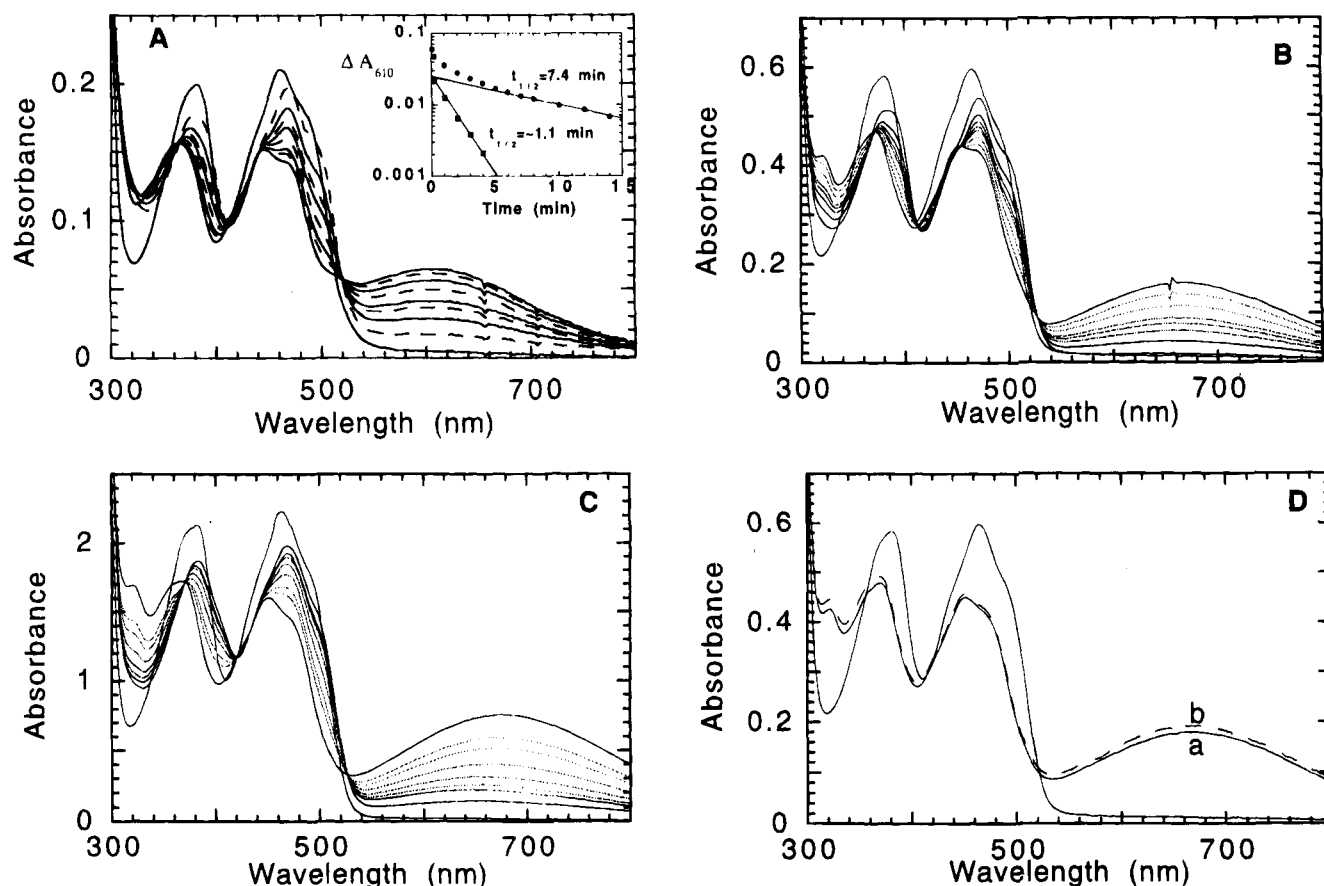 A
0.2
0.1
0
Absorbance
300
500
700
Wavelength (nm)
Δ A610
0.1
0.01
0.001
t1/2=7.4 min
t1/2=~1.1 min
0
5
10
15
Time (min)
B
0.6
0.4
0.2
0
Absorbance
300
500
700
Wavelength (nm)
C
2
1
0
Absorbance
300
500
700
Wavelength (nm)
D
0.6
0.4
0.2
0
Absorbance
b
a
300
500
700
Wavelength (nm)